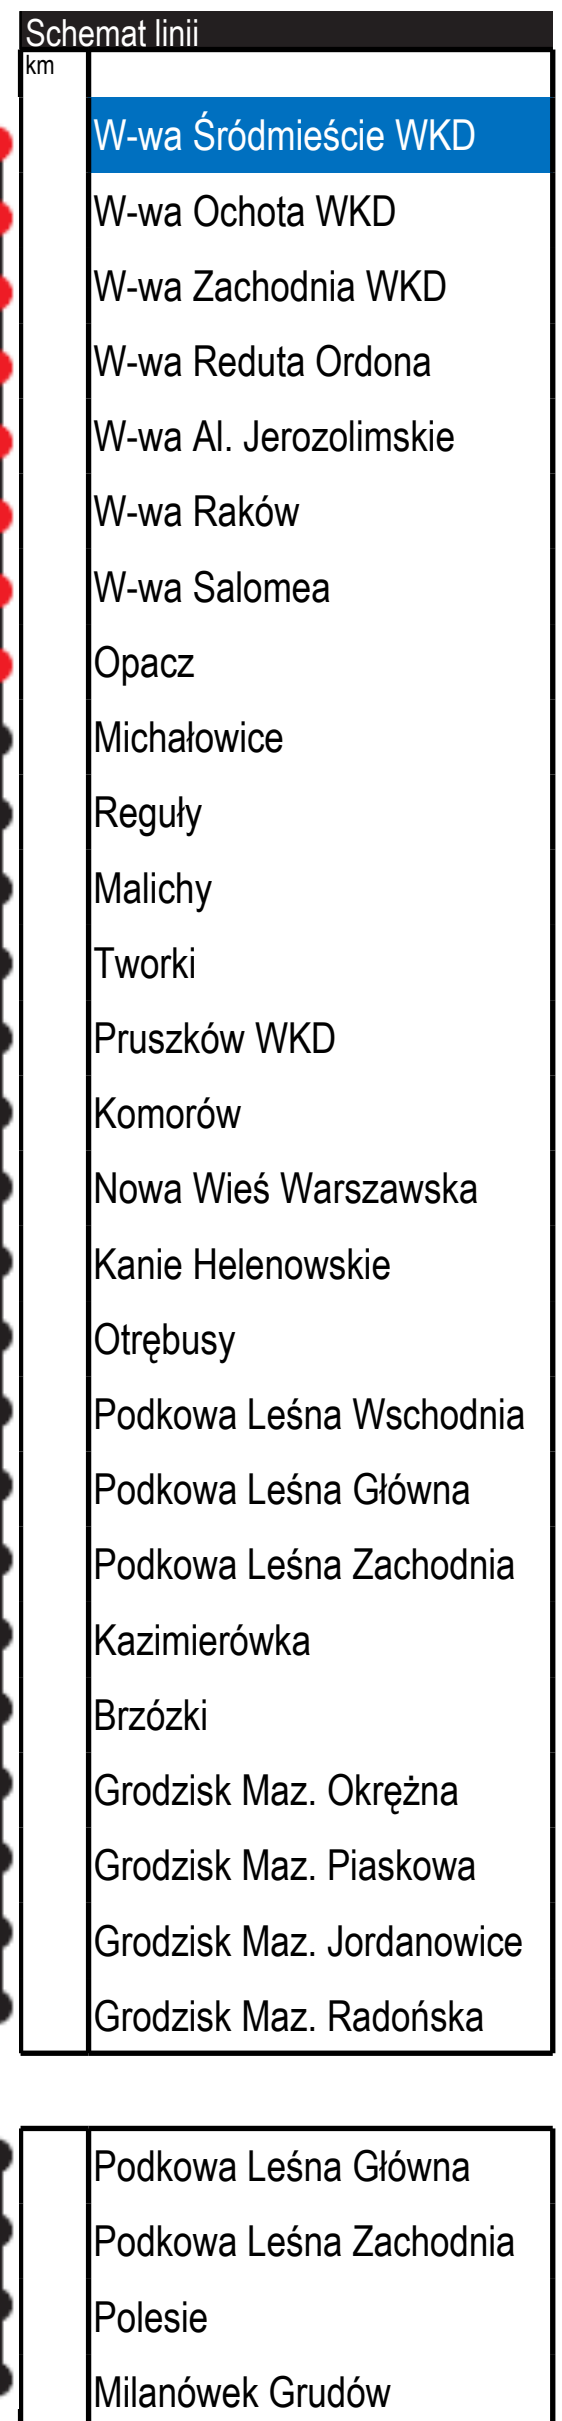 Schemat linii
km
W-wa Śródmieście WKD
W-wa Ochota WKD
W-wa Zachodnia WKD
W-wa Reduta Ordona
W-wa Al. Jerozolimskie
W-wa Raków
W-wa Salomea
Opacz
Michałowice
Reguły
Malichy
Tworki
Pruszków WKD
Komorów
Nowa Wieś Warszawska
Kanie Helenowskie
Otrębusy
Podkowa Leśna Wschodnia
Podkowa Leśna Główna
Podkowa Leśna Zachodnia
Kazimierówka
Brzózki
Grodzisk Maz. Okrężna
Grodzisk Maz. Piaskowa
Grodzisk Maz. Jordanowice
Grodzisk Maz. Radońska
Podkowa Leśna Główna
Podkowa Leśna Zachodnia
Polesie
Milanówek Grudów